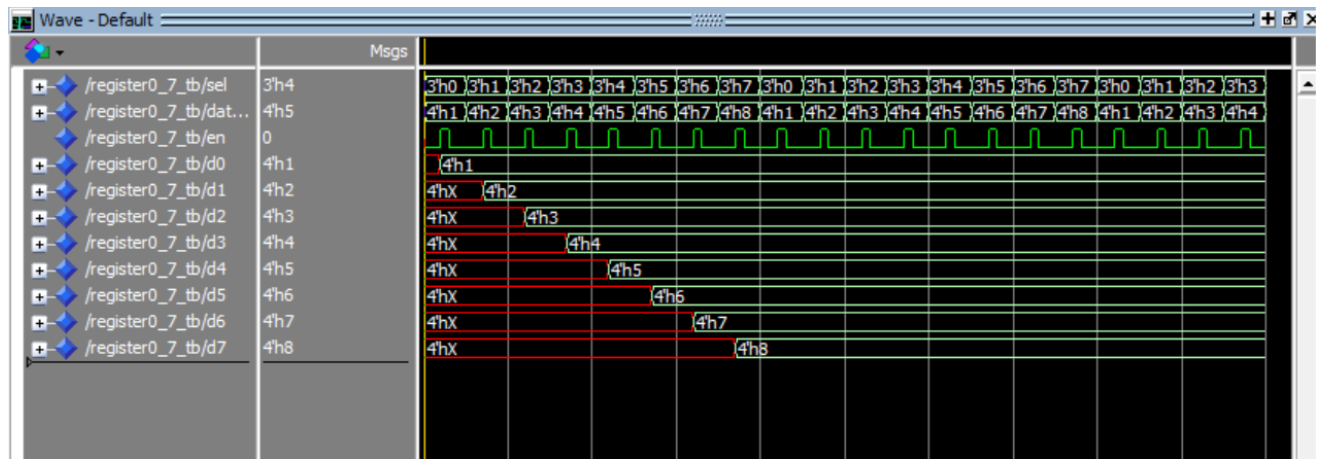 Wave - Default
Msgs
/register0_7_tb/sel 3'h4 3'h0 3'h1 3'h2 3'h3 3'h4 3'h5 3'h6 3'h7 3'h0 3'h1 3'h2 3'h3 3'h4 3'h5 3'h6 3'h7 3'h0 3'h1 3'h2 3'h3
/register0_7_tb/dat... 4'h5 4'h1 4'h2 4'h3 4'h4 4'h5 4'h6 4'h7 4'h8 4'h1 4'h2 4'h3 4'h4 4'h5 4'h6 4'h7 4'h8 4'h1 4'h2 4'h3 4'h4
/register0_7_tb/en 0
/register0_7_tb/d0 4'h1 4'h1
/register0_7_tb/d1 4'h2 4'hX 4'h2
/register0_7_tb/d2 4'h3 4'hX 4'h3
/register0_7_tb/d3 4'h4 4'hX 4'h4
/register0_7_tb/d4 4'h5 4'hX 4'h5
/register0_7_tb/d5 4'h6 4'hX 4'h6
/register0_7_tb/d6 4'h7 4'hX 4'h7
/register0_7_tb/d7 4'h8 4'hX 4'h8